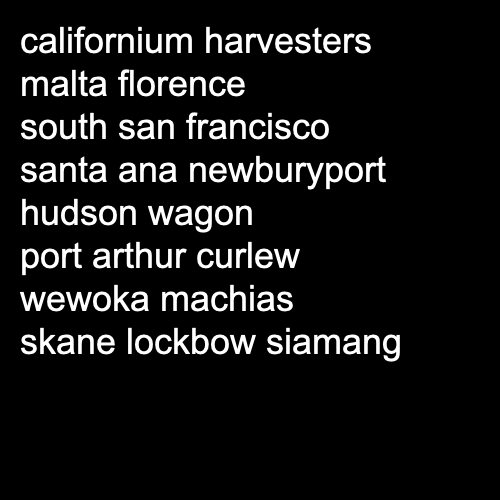 californium harvesters
malta florence
south san francisco
santa ana newburyport
hudson wagon
port arthur curlew
wewoka machias
skane lockbow siamang